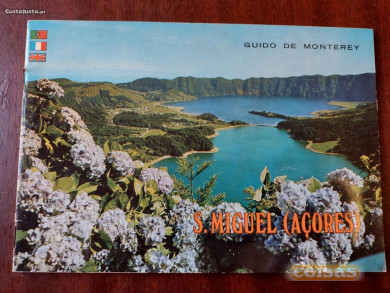 CustoJusto.pt
GUIDO DE MONTEREY
S. MIGUEL (AÇORES)
coisas